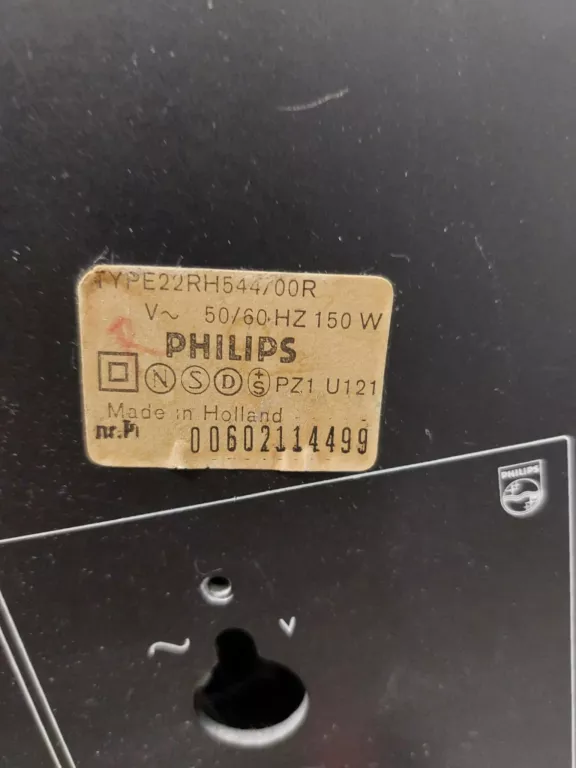 TYPE22RH544/00R
V~ 50/60 HZ 150 W
PHILIPS
N S D +S PZ1 U121
Made in Holland
nr.P 00602114499
PHILIPS
~ V